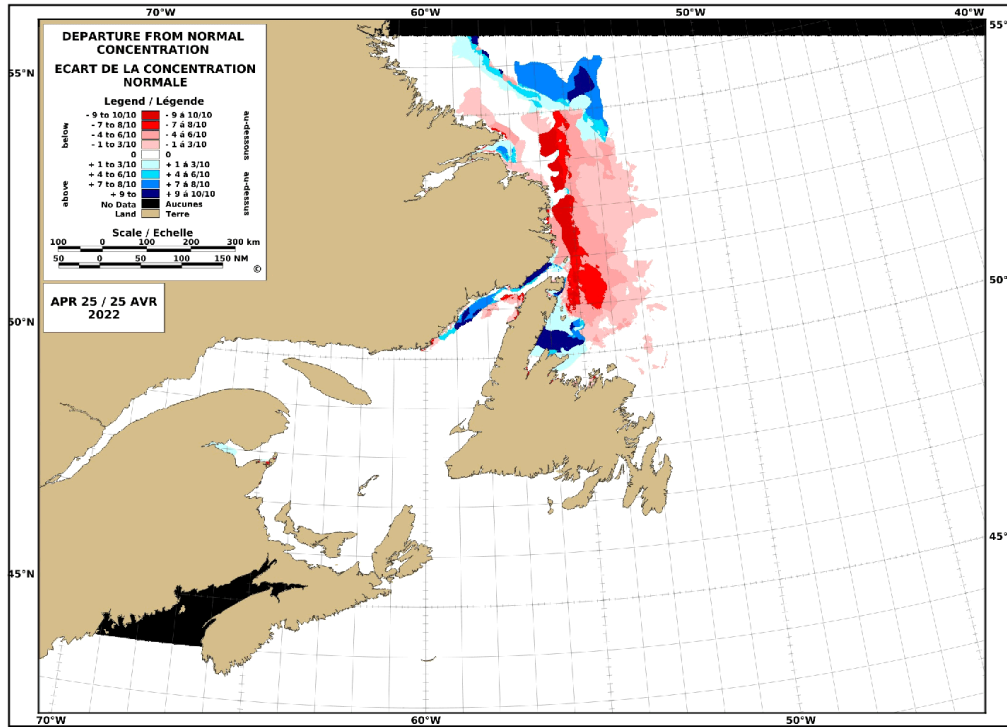 70°W 60°W 50°W 40°W
55°
DEPARTURE FROM NORMAL
CONCENTRATION
ECART DE LA CONCENTRATION
NORMALE
Legend / Légende
below
above
- 9 to 10/10 - 9 á 10/10
- 7 to 8/10 - 7 á 8/10
- 4 to 6/10 - 4 á 6/10
- 1 to 3/10 - 1 á 3/10
0 0
+ 1 to 3/10 + 1 á 3/10
+ 4 to 6/10 + 4 á 6/10
+ 7 to 8/10 + 7 á 8/10
+ 9 to + 9 á 10/10
No Data Aucunes
Land Terre
au-dessous
au-dessus
Scale / Echelle
100 0 100 200 300 km
50 0 50 100 150 NM
©
APR 25 / 25 AVR
2022
55°N
50°N
45°N
50°
45°
70°W 60°W 50°W